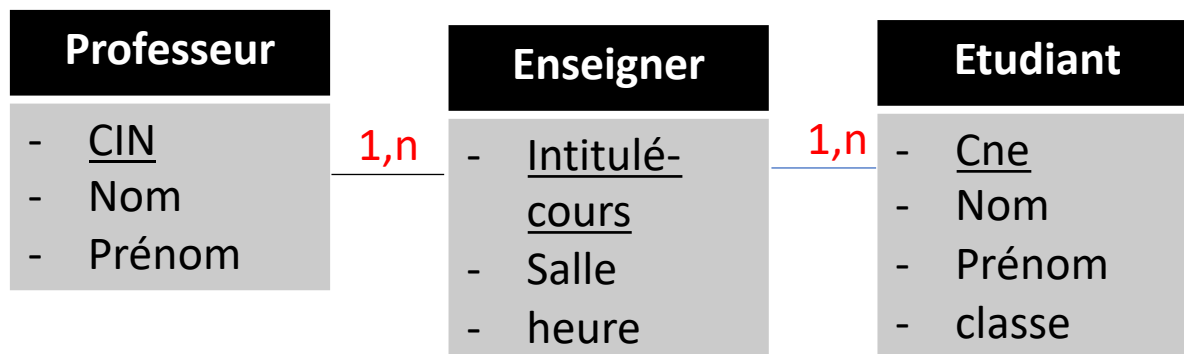 Professeur
- CIN
- Nom
- Prénom
1,n
Enseigner
- Intitulé-
cours
- Salle
- heure
1,n
Etudiant
- Cne
- Nom
- Prénom
- classe